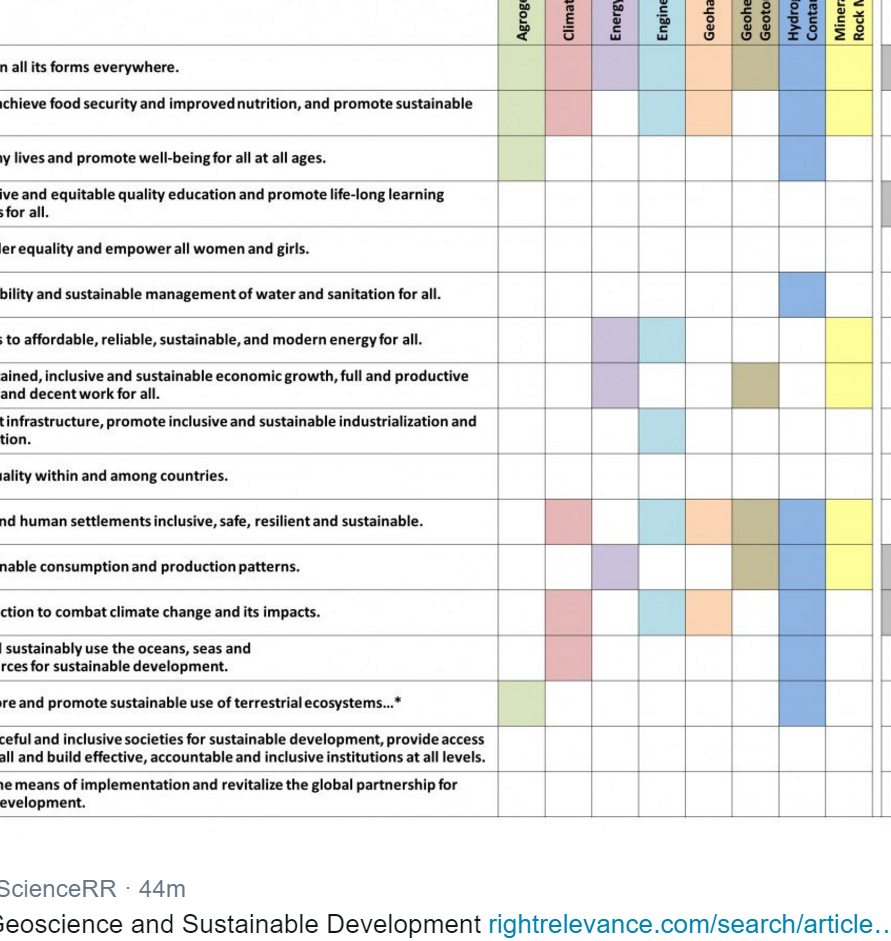 Agroge
Climat
Energy
Engine
Geoha
Geohe
Geoto
Hydrog
Contar
Minera
Rock M
n all its forms everywhere.
achieve food security and improved nutrition, and promote sustainable
hy lives and promote well-being for all at all ages.
ive and equitable quality education and promote life-long learning
s for all.
der equality and empower all women and girls.
bility and sustainable management of water and sanitation for all.
s to affordable, reliable, sustainable, and modern energy for all.
tained, inclusive and sustainable economic growth, full and productive
and decent work for all.
t infrastructure, promote inclusive and sustainable industrialization and
tion.
uality within and among countries.
nd human settlements inclusive, safe, resilient and sustainable.
nable consumption and production patterns.
ction to combat climate change and its impacts.
l sustainably use the oceans, seas and
rces for sustainable development.
ore and promote sustainable use of terrestrial ecosystems...*
ceful and inclusive societies for sustainable development, provide access
all and build effective, accountable and inclusive institutions at all levels.
he means of implementation and revitalize the global partnership for
evelopment.
ScienceRR · 44m
Geoscience and Sustainable Development rightrelevance.com/search/article…